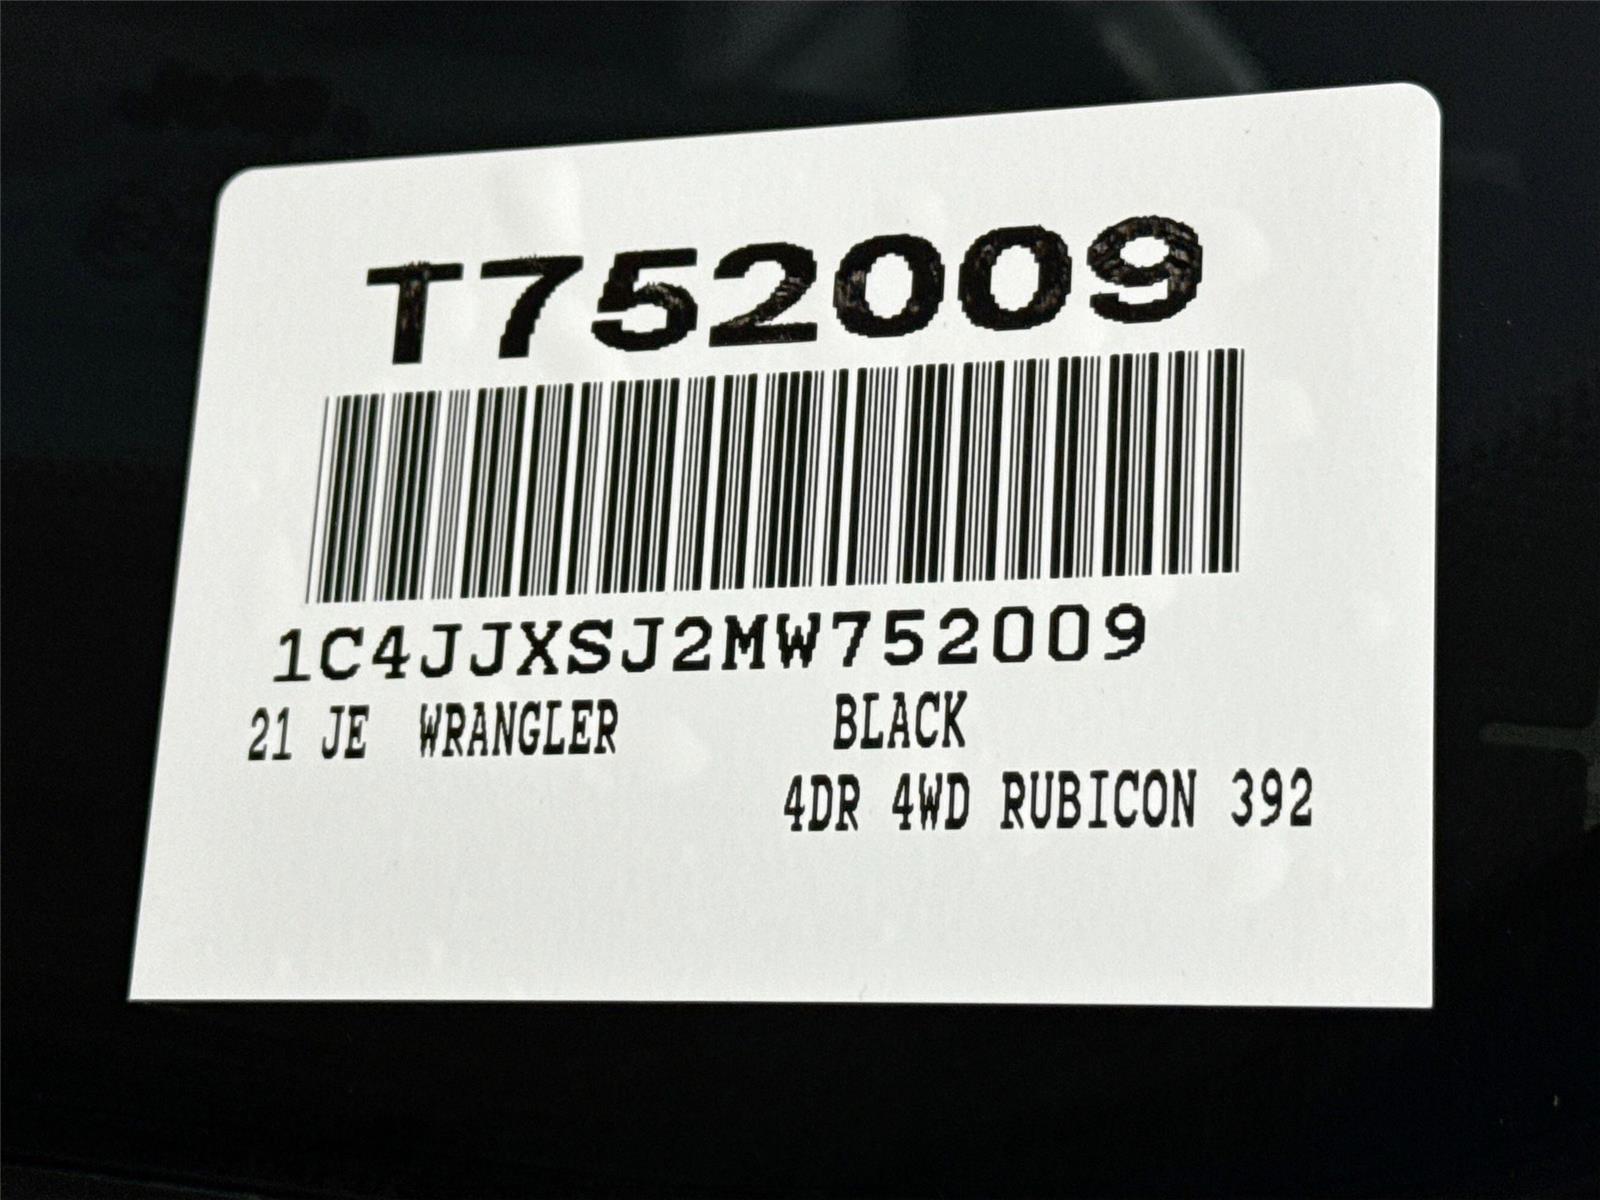 T752009
1C4JJXSJ2MW752009
21 JE WRANGLER BLACK
4DR 4WD RUBICON 392